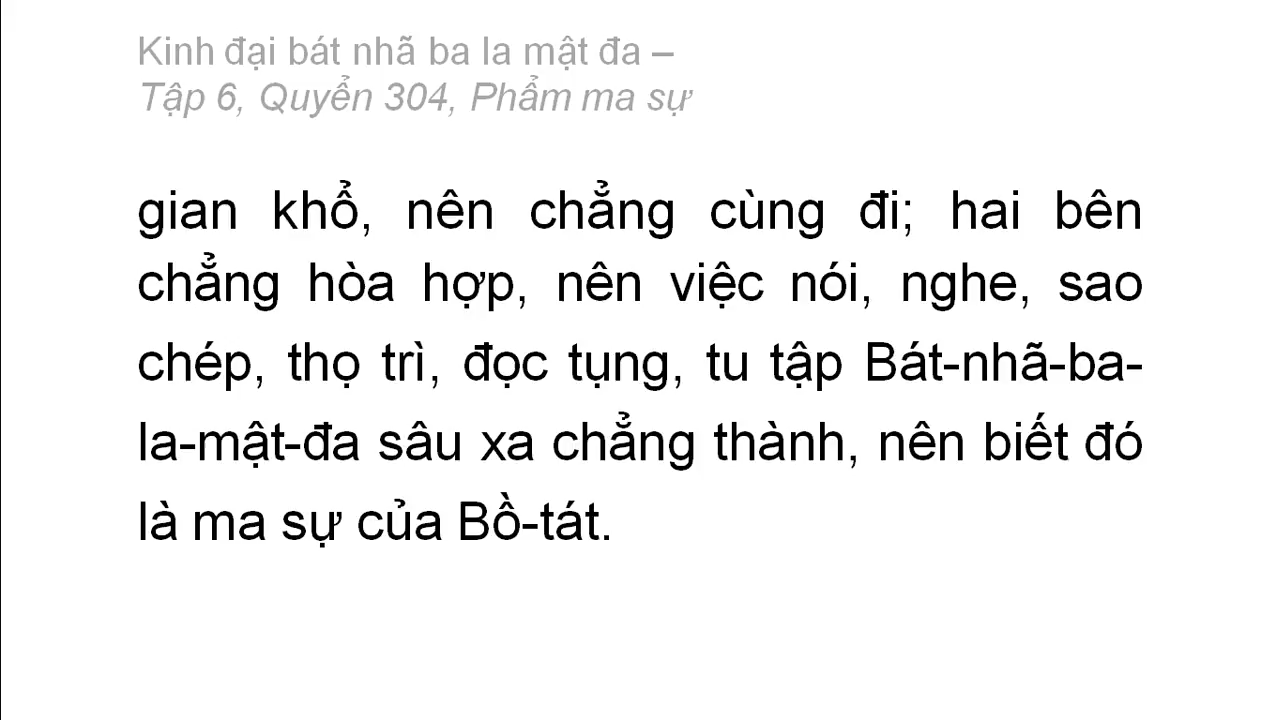 Kinh đại bát nhã ba la mật đa –
Tập 6, Quyển 304, Phẩm ma sự
gian khổ, nên chẳng cùng đi; hai bên
chẳng hòa hợp, nên việc nói, nghe, sao
chép, thọ trì, đọc tụng, tu tập Bát-nhã-ba-
la-mật-đa sâu xa chẳng thành, nên biết đó
là ma sự của Bồ-tát.